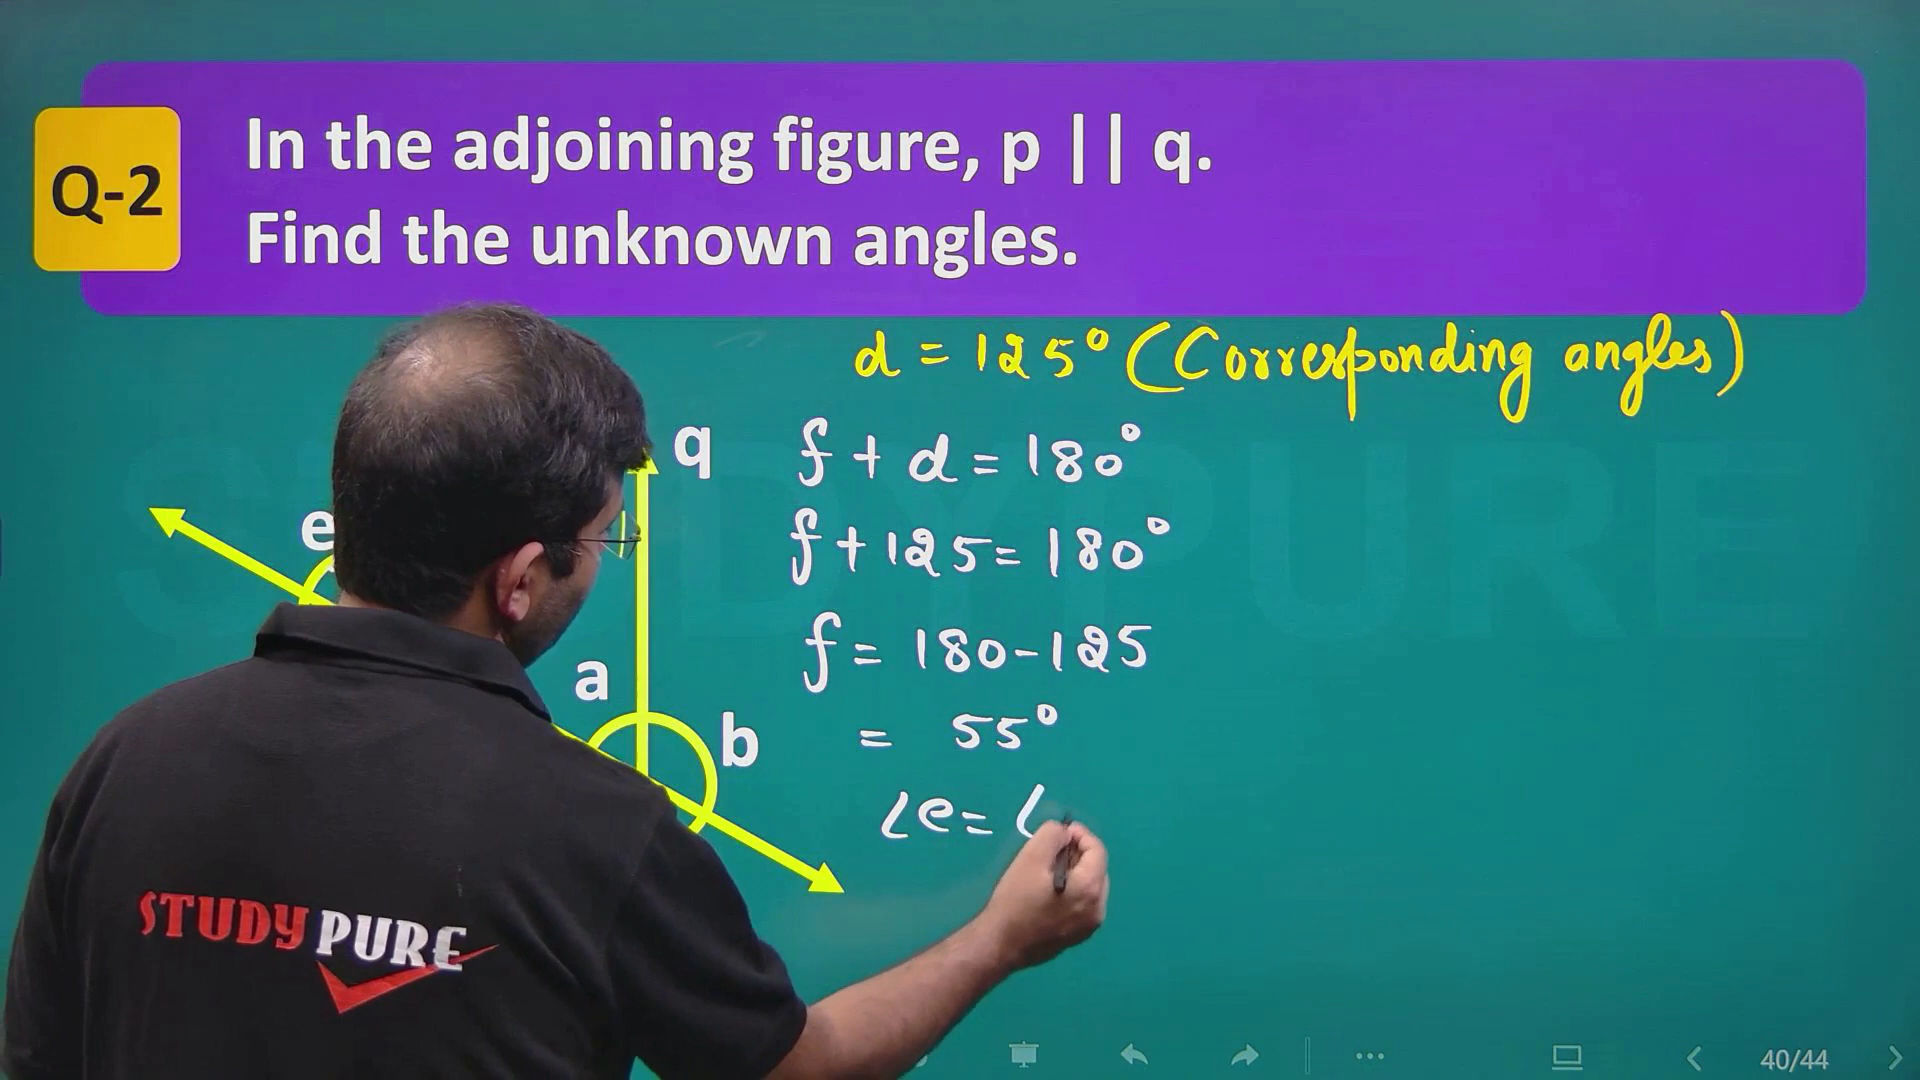 In the adjoining figure, p || q.
Q-2
Find the unknown angles.
d = 125° (Corresponding angles)
q
f + d = 180°
e
f + 125 = 180°
a
f = 180 - 125
b
= 55°
∠e = ∠
STUDY PURE
STUDYPURE
40/44